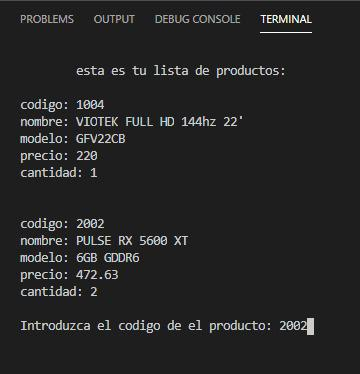 PROBLEMS OUTPUT DEBUG CONSOLE TERMINAL
esta es tu lista de productos:
codigo: 1004
nombre: VIOTEK FULL HD 144hz 22'
modelo: GFV22CB
precio: 220
cantidad: 1
codigo: 2002
nombre: PULSE RX 5600 XT
modelo: 6GB GDDR6
precio: 472.63
cantidad: 2
Introduzca el codigo de el producto: 2002